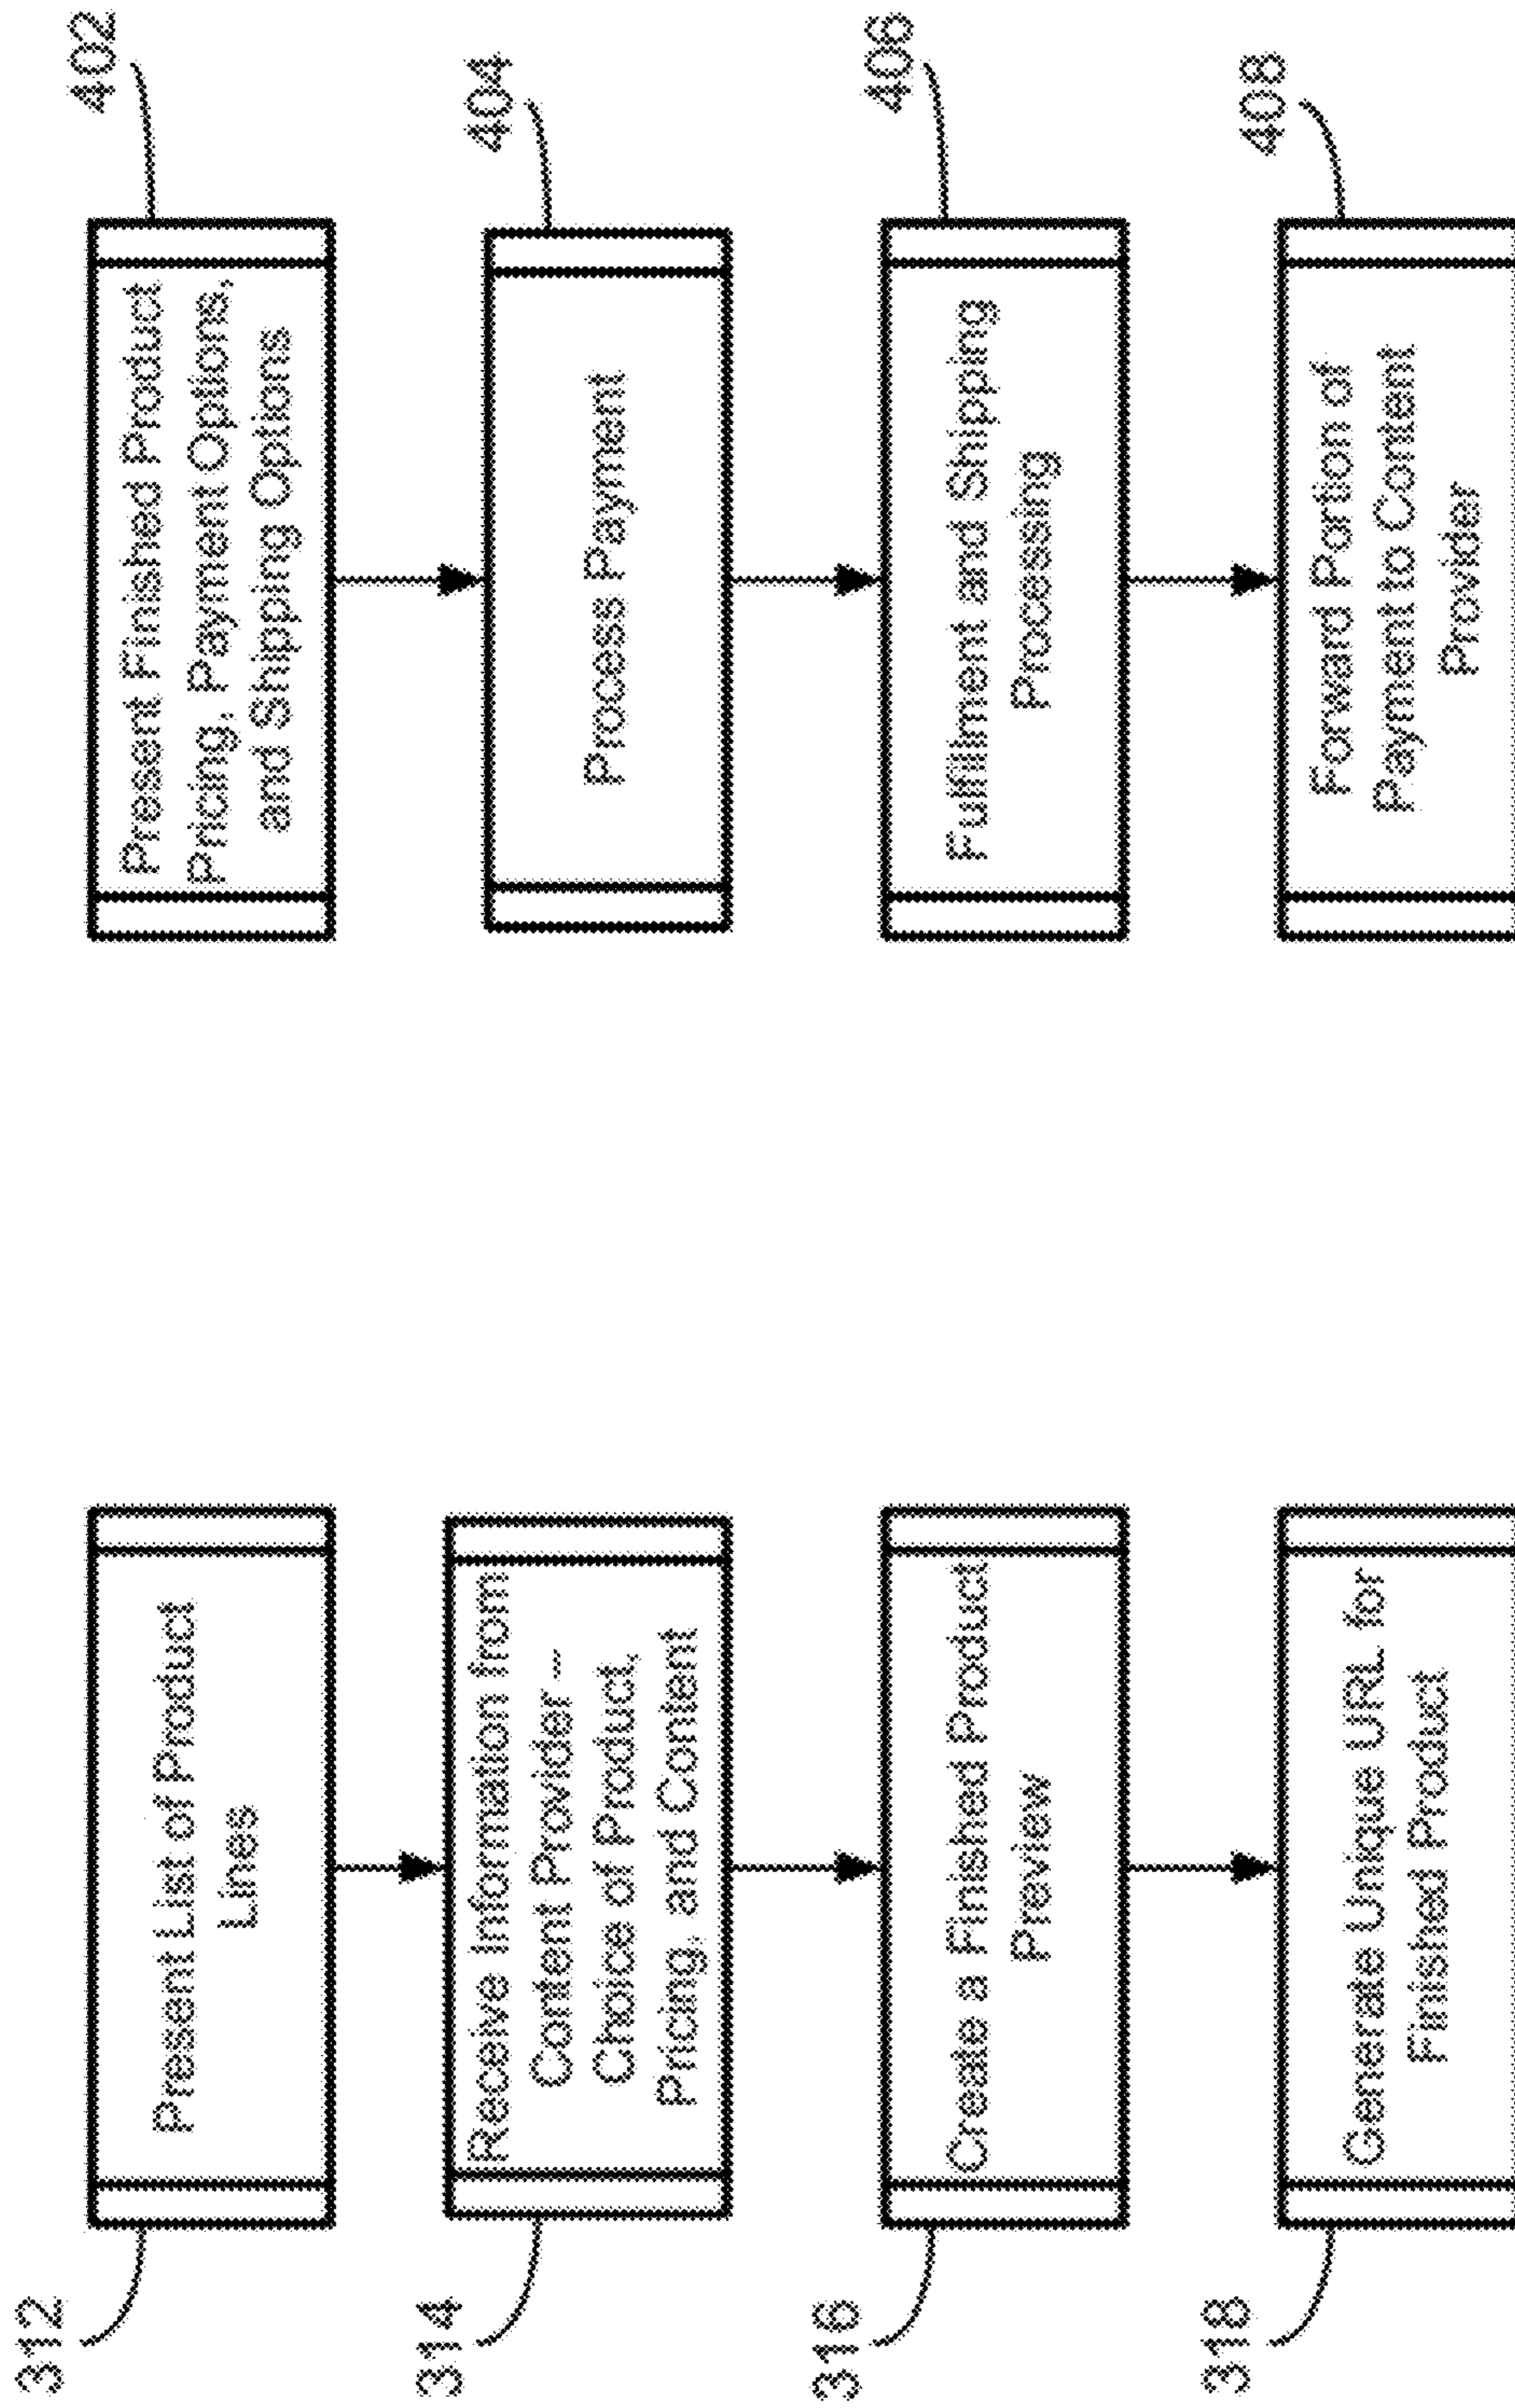 312
Present List of Product
Lines
314
Receive Information from
Content Provider –
Choice of Product,
Pricing, and Content
316
Create a Finished Product
Preview
318
Generate Unique URL for
Finished Product
402
Present Finished Product
Pricing, Payment Options,
and Shipping Options
404
Process Payment
406
Fulfillment and Shipping
Processing
408
Forward Portion of
Payment to Content
Provider